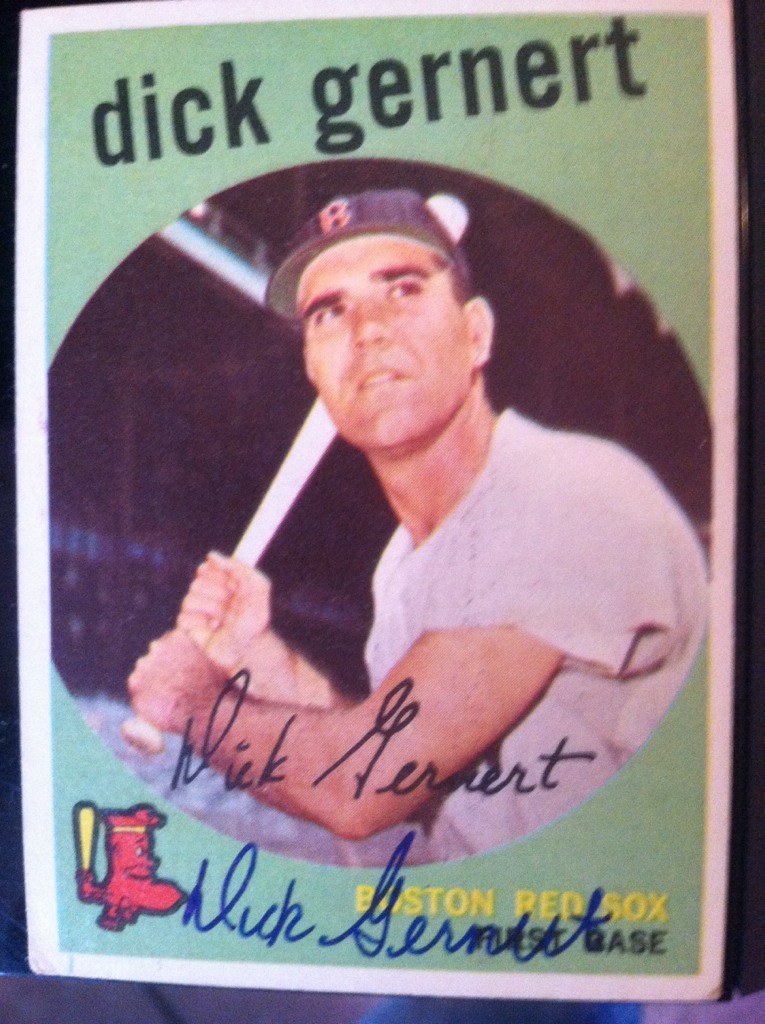 dick gernert
B
Dick Gernert
BOSTON RED SOX
FIRST BASE
Dick Gernert